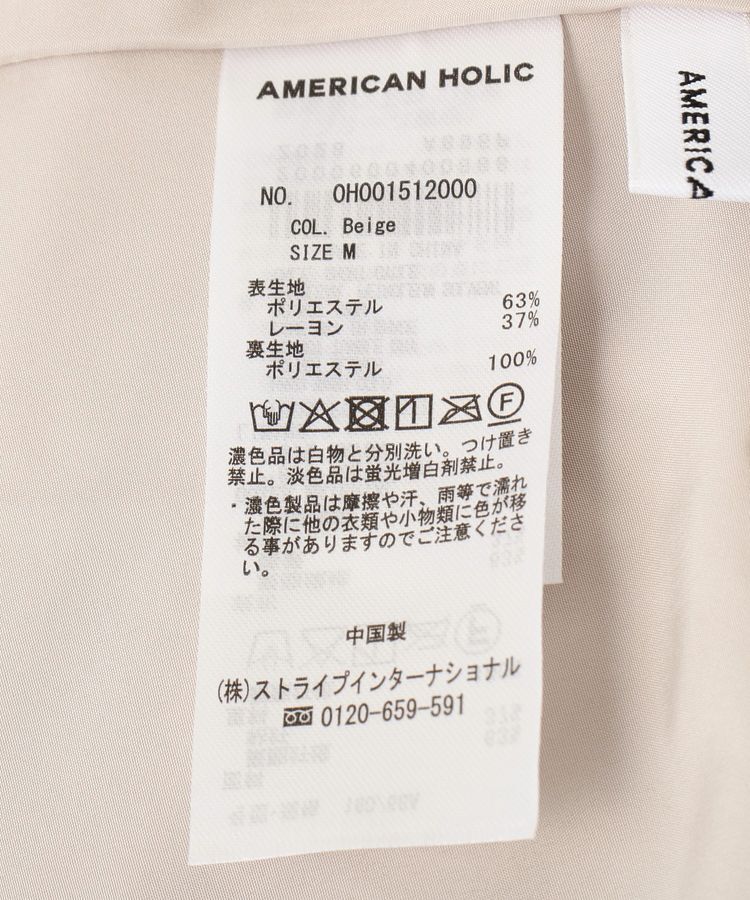 AMERICAN HOLIC
AMERICA
NO. OH001512000
COL. Beige
SIZE M
表生地
ポリエステル 63%
レーヨン 37%
裏生地
ポリエステル 100%
F
濃色品は白物と分別洗い。つけ置き
禁止。淡色品は蛍光増白剤禁止。
・濃色製品は摩擦や汗、雨等で濡れ
た際に他の衣類や小物類に色が移
る事がありますのでご注意くださ
い。
中国製
(株)ストライプインターナショナル
0120-659-591